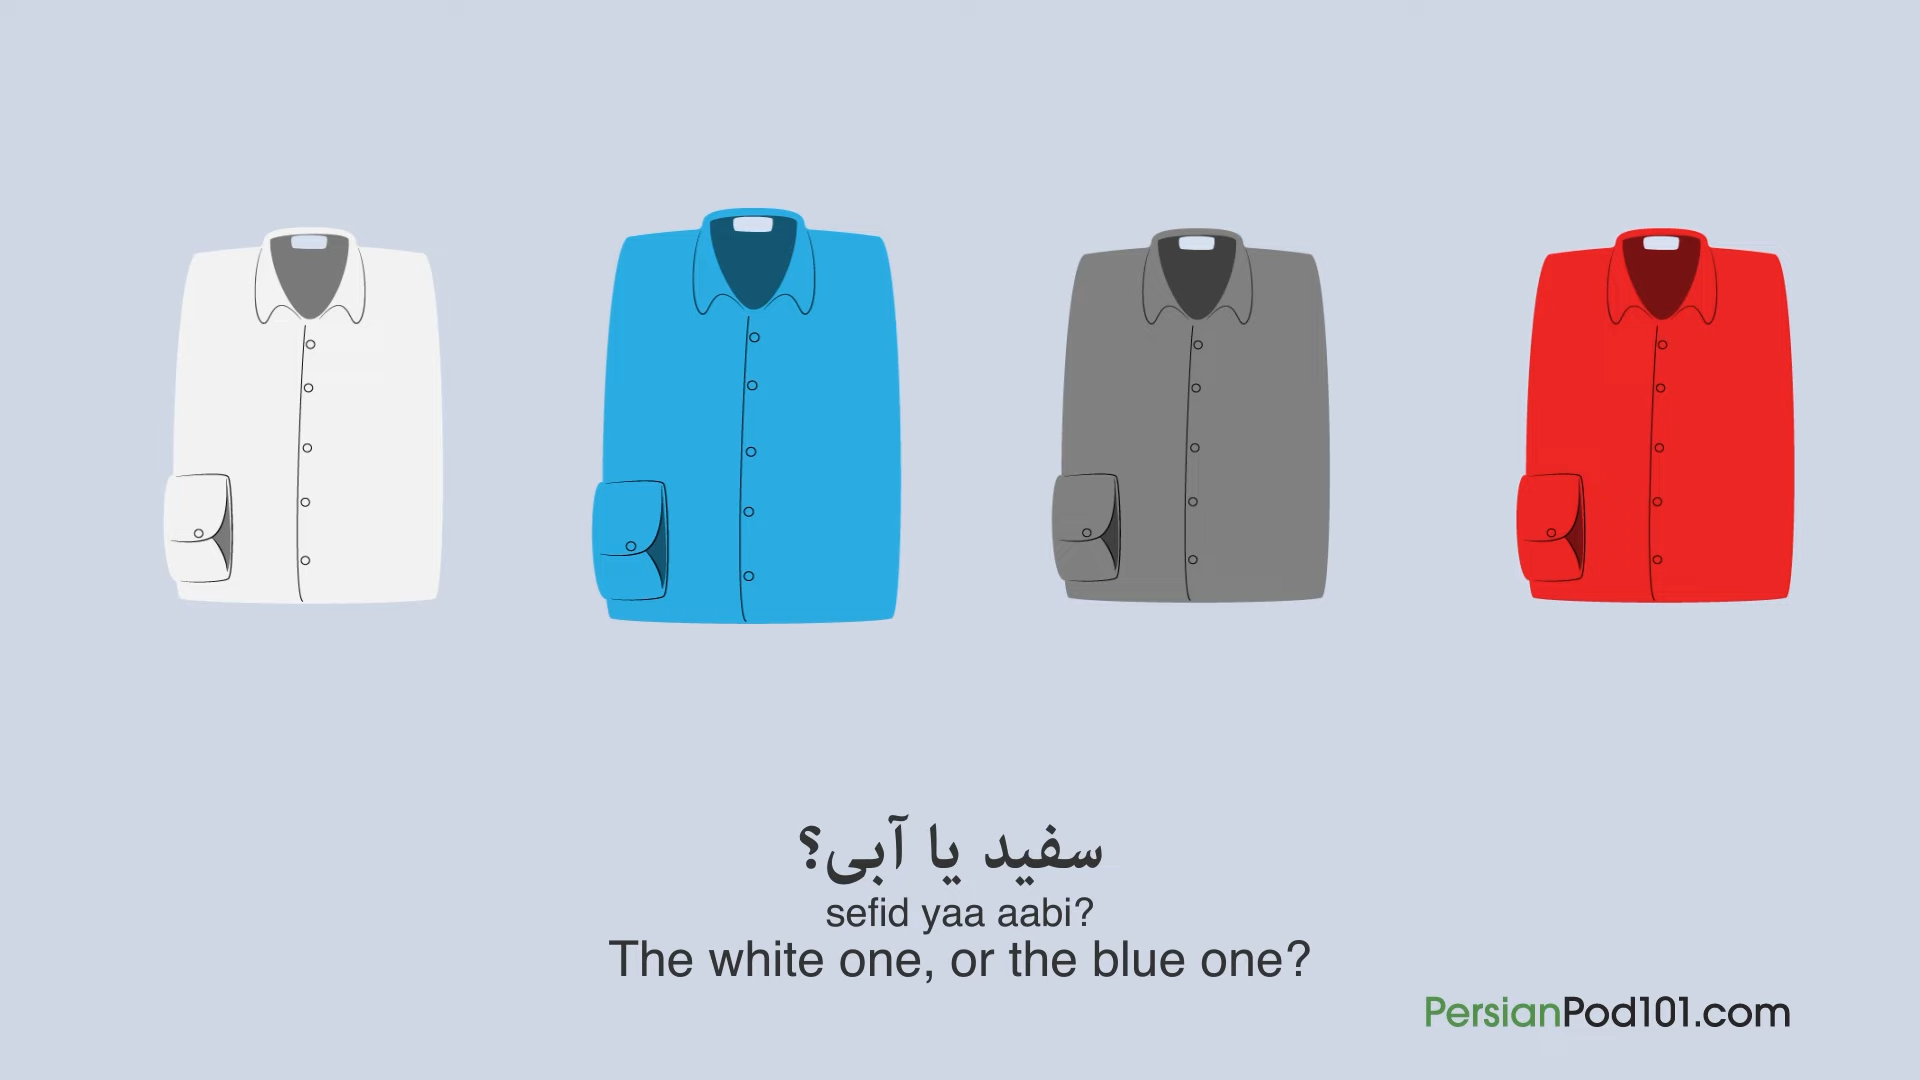 سفید یا آبی؟
sefid yaa aabi?
The white one, or the blue one?
PersianPod101.com